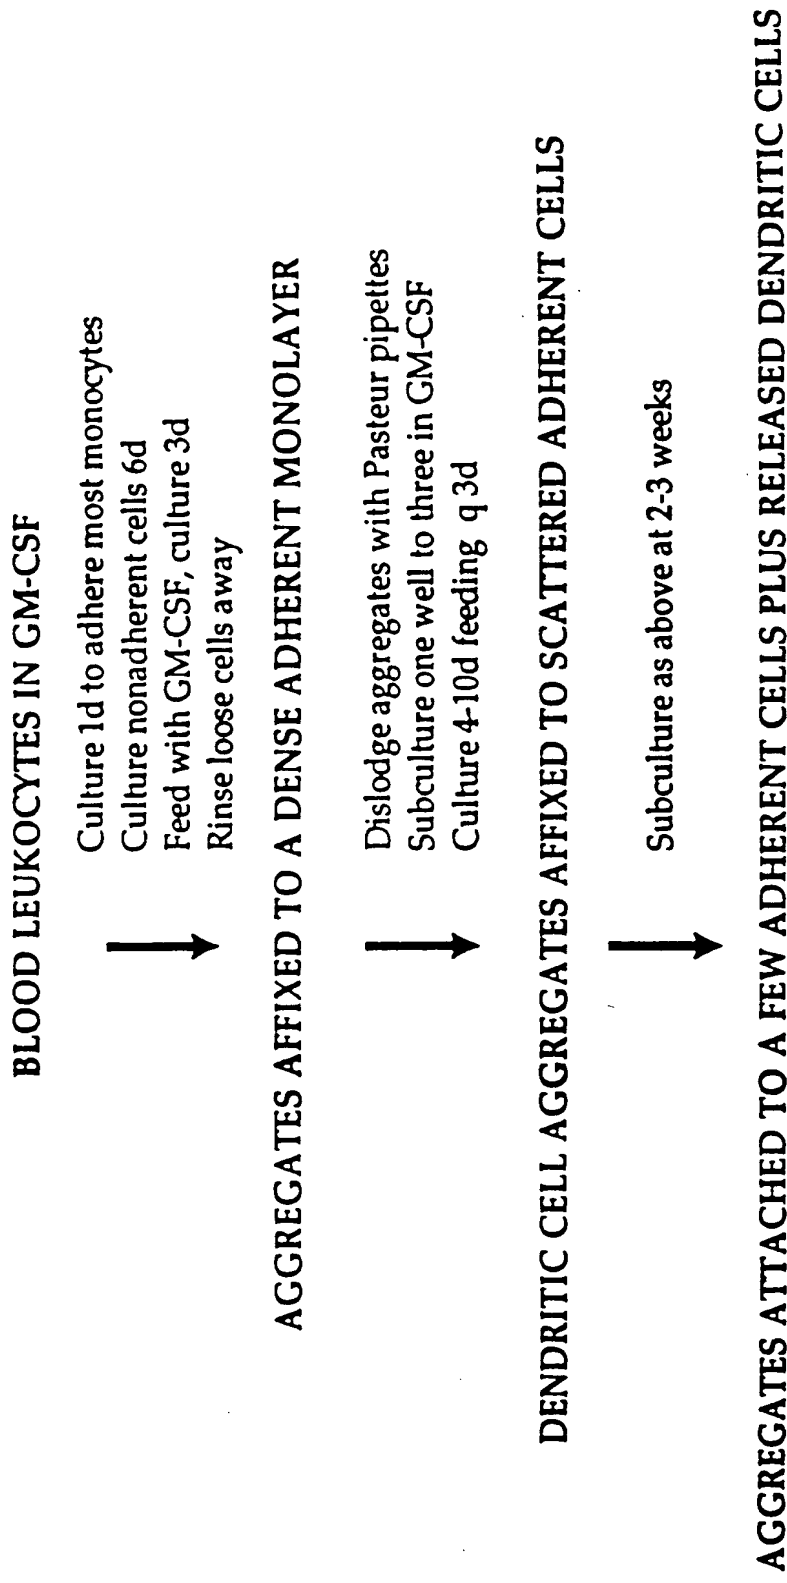 BLOOD LEUKOCYTES IN GM-CSF
Culture 1d to adhere most monocytes
Culture nonadherent cells 6d
Feed with GM-CSF, culture 3d
Rinse loose cells away
AGGREGATES AFFIXED TO A DENSE ADHERENT MONOLAYER
Dislodge aggregates with Pasteur pipettes
Subculture one well to three in GM-CSF
Culture 4-10d feeding q 3d
DENDRITIC CELL AGGREGATES AFFIXED TO SCATTERED ADHERENT CELLS
Subculture as above at 2-3 weeks
AGGREGATES ATTACHED TO A FEW ADHERENT CELLS PLUS RELEASED DENDRITIC CELLS